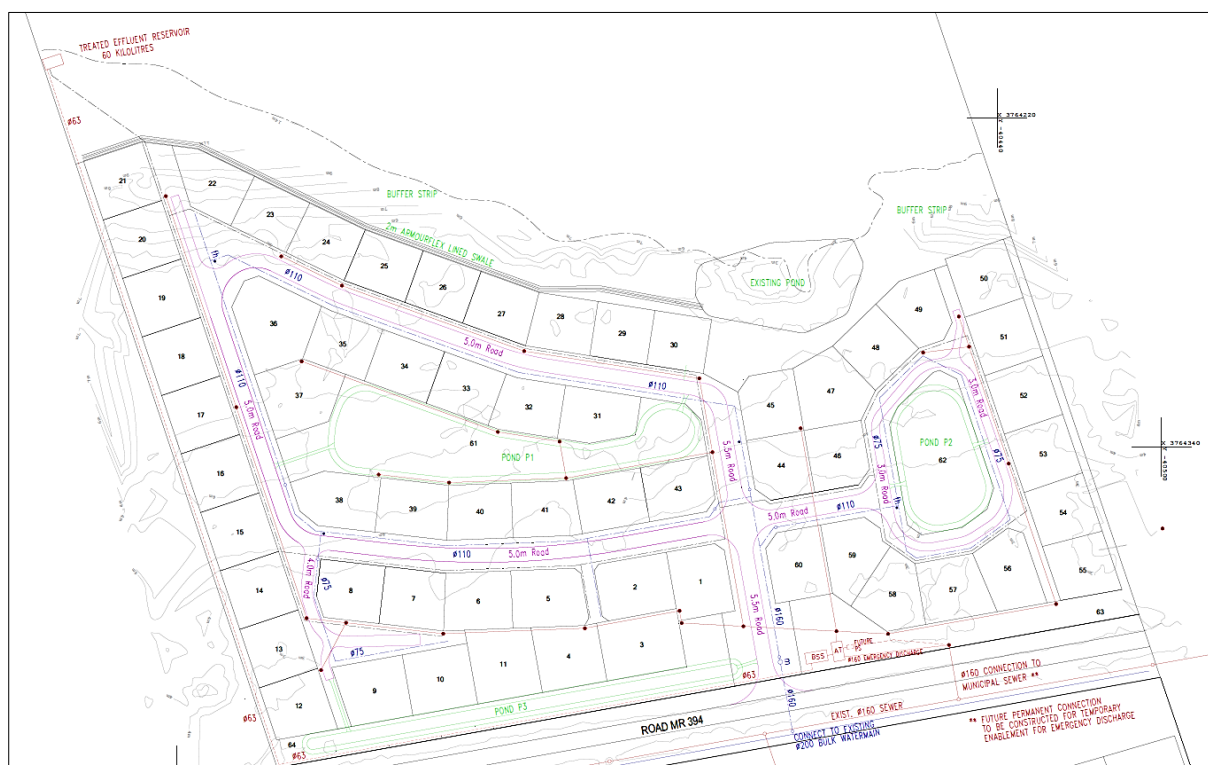 TREATED EFFLUENT RESERVOIR
60 KILOLITRES
ø63
X 3764220
BUFFER STRIP
BUFFER STRIP
2m ARMOURFLEX LINED SWALE
EXISTING POND
21
22
23
24
25
26
27
28
29
30
20
19
18
17
16
15
14
13
12
fh
ø110
5.0m Road
ø110
ø110
5.0m Road
36
35
34
33
32
31
37
61
POND P1
38
39
40
41
42
43
5.5m Road
45
47
48
49
50
51
52
53
54
55
44
46
ø75
3.0m Road
3.0m Road
ø75
POND P2
62
fh
X 3764340
5.0m Road
ø110
ø110
5.0m Road
4.0m Road
ø75
8
7
6
5
2
1
5.5m Road
ø160
60
59
58
57
56
63
ø75
9
10
11
4
3
ø63
m
BSS
AT
FUTURE
PS
ø160 EMERGENCY DISCHARGE
ø160 CONNECTION TO
MUNICIPAL SEWER **
POND P3
64
ø63
ø63
ROAD MR 394
EXIST. ø160 SEWER
ø160
CONNECT TO EXISTING
ø200 BULK WATERMAIN
** FUTURE PERMANENT CONNECTION
TO BE CONSTRUCTED FOR TEMPORARY
ENABLEMENT FOR EMERGENCY DISCHARGE